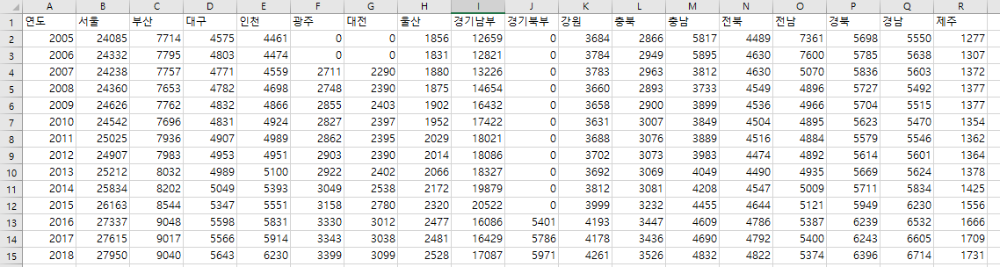 A B C D E F G H I J K L M N O P Q R
1 연도 서울 부산 대구 인천 광주 대전 울산 경기남부 경기북부 강원 충북 충남 전북 전남 경북 경남 제주
2 2005 24085 7714 4575 4461 0 0 1856 12659 0 3684 2866 5817 4489 7361 5698 5550 1277
3 2006 24332 7795 4803 4474 0 0 1831 12821 0 3784 2949 5895 4630 7600 5785 5638 1307
4 2007 24238 7757 4771 4559 2711 2290 1880 13226 0 3783 2963 3812 4630 5070 5836 5603 1372
5 2008 24360 7653 4782 4698 2748 2390 1875 14654 0 3660 2893 3733 4549 4896 5727 5492 1377
6 2009 24626 7762 4832 4866 2855 2403 1902 16432 0 3658 2900 3899 4536 4966 5704 5515 1377
7 2010 24542 7696 4831 4924 2827 2397 1952 17422 0 3631 3007 3849 4504 4895 5623 5470 1354
8 2011 25025 7936 4907 4989 2862 2395 2029 18021 0 3688 3076 3889 4516 4884 5579 5546 1362
9 2012 24907 7983 4953 4951 2903 2390 2014 18086 0 3702 3073 3983 4474 4892 5614 5601 1364
10 2013 25212 8032 4989 5100 2922 2402 2066 18327 0 3692 3069 4049 4490 4935 5669 5624 1378
11 2014 25834 8202 5049 5393 3049 2538 2172 19879 0 3812 3081 4208 4547 5009 5711 5834 1425
12 2015 26163 8544 5347 5551 3158 2780 2320 20522 0 3999 3232 4455 4644 5121 5949 6230 1556
13 2016 27337 9048 5598 5831 3330 3012 2477 16086 5401 4193 3447 4609 4786 5387 6239 6532 1666
14 2017 27615 9017 5566 5914 3343 3038 2481 16429 5786 4178 3436 4690 4792 5400 6243 6605 1709
15 2018 27950 9040 5643 6230 3399 3099 2528 17087 5971 4261 3526 4832 4822 5374 6396 6714 1731